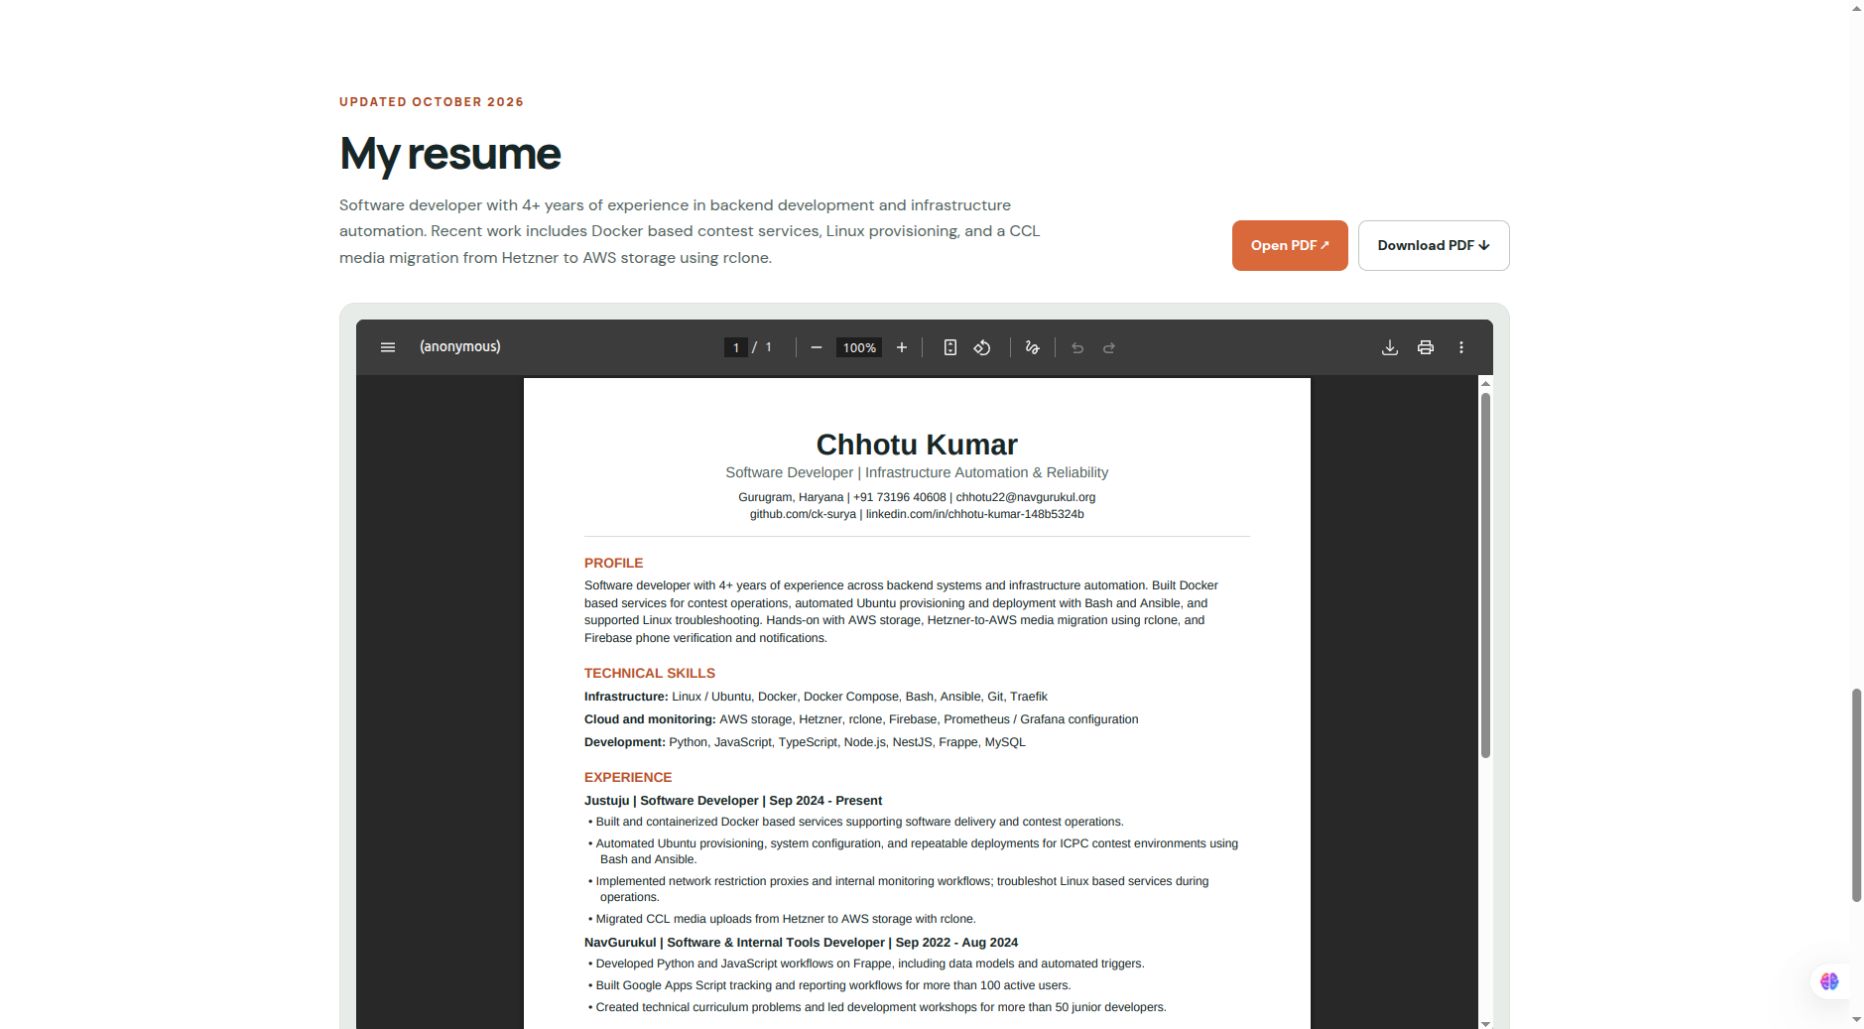 UPDATED OCTOBER 2026
My resume
Software developer with 4+ years of experience in backend development and infrastructure
automation. Recent work includes Docker based contest services, Linux provisioning, and a CCL
media migration from Hetzner to AWS storage using rclone.
Open PDF ↗
Download PDF ↓
(anonymous)
1 / 1
100%
Chhotu Kumar
Software Developer | Infrastructure Automation & Reliability
Gurugram, Haryana | +91 73196 40608 | chhotu22@navgurukul.org
github.com/ck-surya | linkedin.com/in/chhotu-kumar-148b5324b
PROFILE
Software developer with 4+ years of experience across backend systems and infrastructure automation. Built Docker
based services for contest operations, automated Ubuntu provisioning and deployment with Bash and Ansible, and
supported Linux troubleshooting. Hands-on with AWS storage, Hetzner-to-AWS media migration using rclone, and
Firebase phone verification and notifications.
TECHNICAL SKILLS
Infrastructure: Linux / Ubuntu, Docker, Docker Compose, Bash, Ansible, Git, Traefik
Cloud and monitoring: AWS storage, Hetzner, rclone, Firebase, Prometheus / Grafana configuration
Development: Python, JavaScript, TypeScript, Node.js, NestJS, Frappe, MySQL
EXPERIENCE
Justuju | Software Developer | Sep 2024 - Present
• Built and containerized Docker based services supporting software delivery and contest operations.
• Automated Ubuntu provisioning, system configuration, and repeatable deployments for ICPC contest environments using
Bash and Ansible.
• Implemented network restriction proxies and internal monitoring workflows; troubleshot Linux based services during
operations.
• Migrated CCL media uploads from Hetzner to AWS storage with rclone.
NavGurukul | Software & Internal Tools Developer | Sep 2022 - Aug 2024
• Developed Python and JavaScript workflows on Frappe, including data models and automated triggers.
• Built Google Apps Script tracking and reporting workflows for more than 100 active users.
• Created technical curriculum problems and led development workshops for more than 50 junior developers.